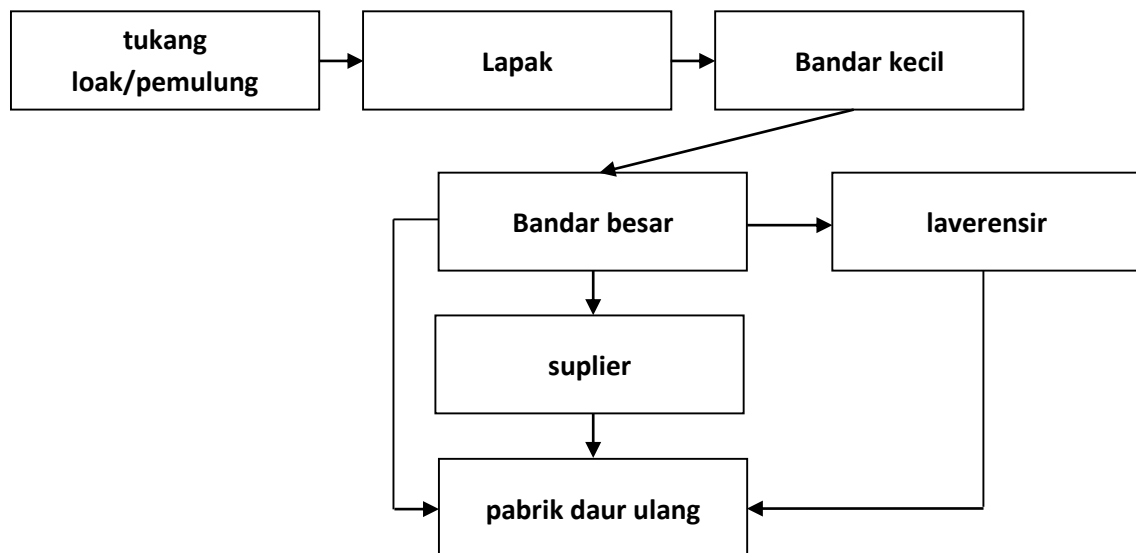 tukang
loak/pemulung
Lapak
Bandar kecil
Bandar besar
laverensir
suplier
pabrik daur ulang